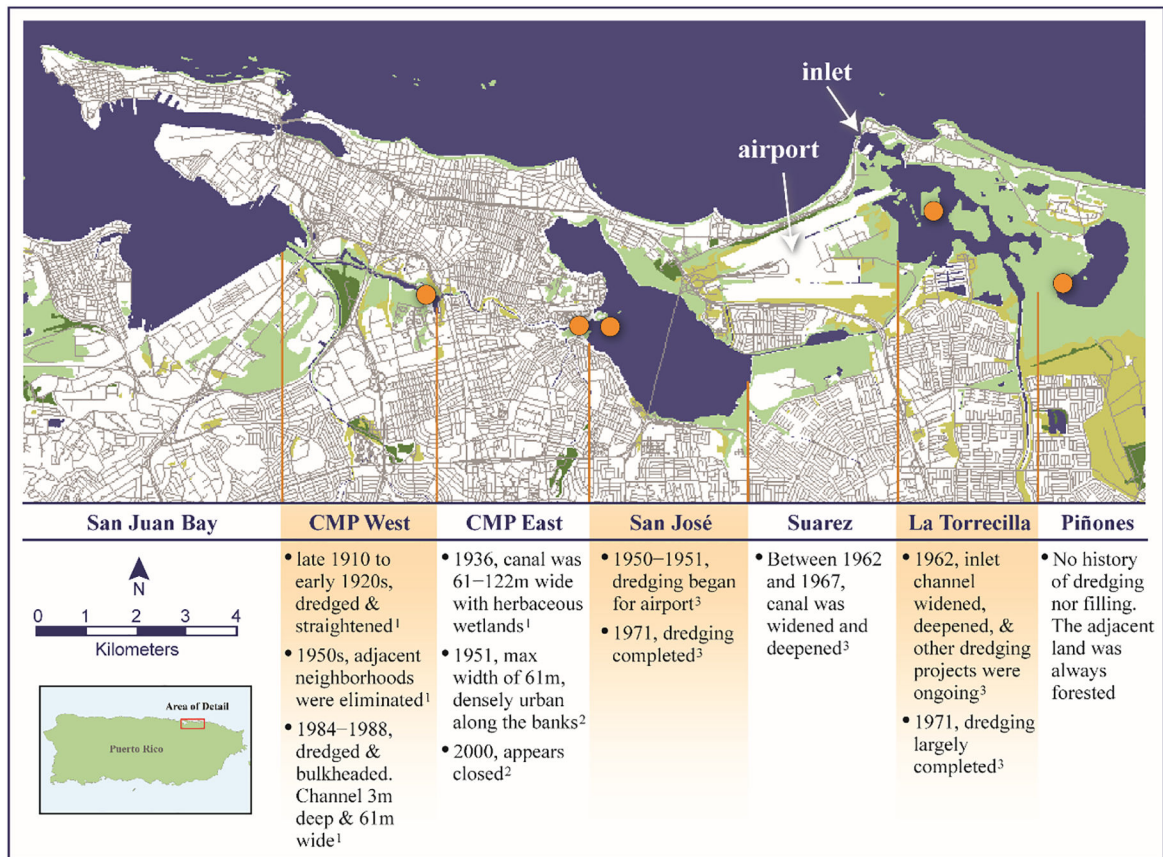 inlet
airport
San Juan Bay
CMP West
CMP East
San José
Suarez
La Torrecilla
Piñones
N
0 1 2 3 4
Kilometers
Area of Detail
Puerto Rico
• late 1910 to
early 1920s,
dredged &
straightened¹
• 1950s, adjacent
neighborhoods
were eliminated¹
• 1984–1988,
dredged &
bulkheaded.
Channel 3m
deep & 61m
wide¹
• 1936, canal was
61–122m wide
with herbaceous
wetlands¹
• 1951, max
width of 61m,
densely urban
along the banks²
• 2000, appears
closed²
• 1950–1951,
dredging began
for airport³
• 1971, dredging
completed³
• Between 1962
and 1967,
canal was
widened and
deepened³
• 1962, inlet
channel
widened,
deepened, &
other dredging
projects were
ongoing³
• 1971, dredging
largely
completed³
• No history
of dredging
nor filling.
The adjacent
land was
always
forested